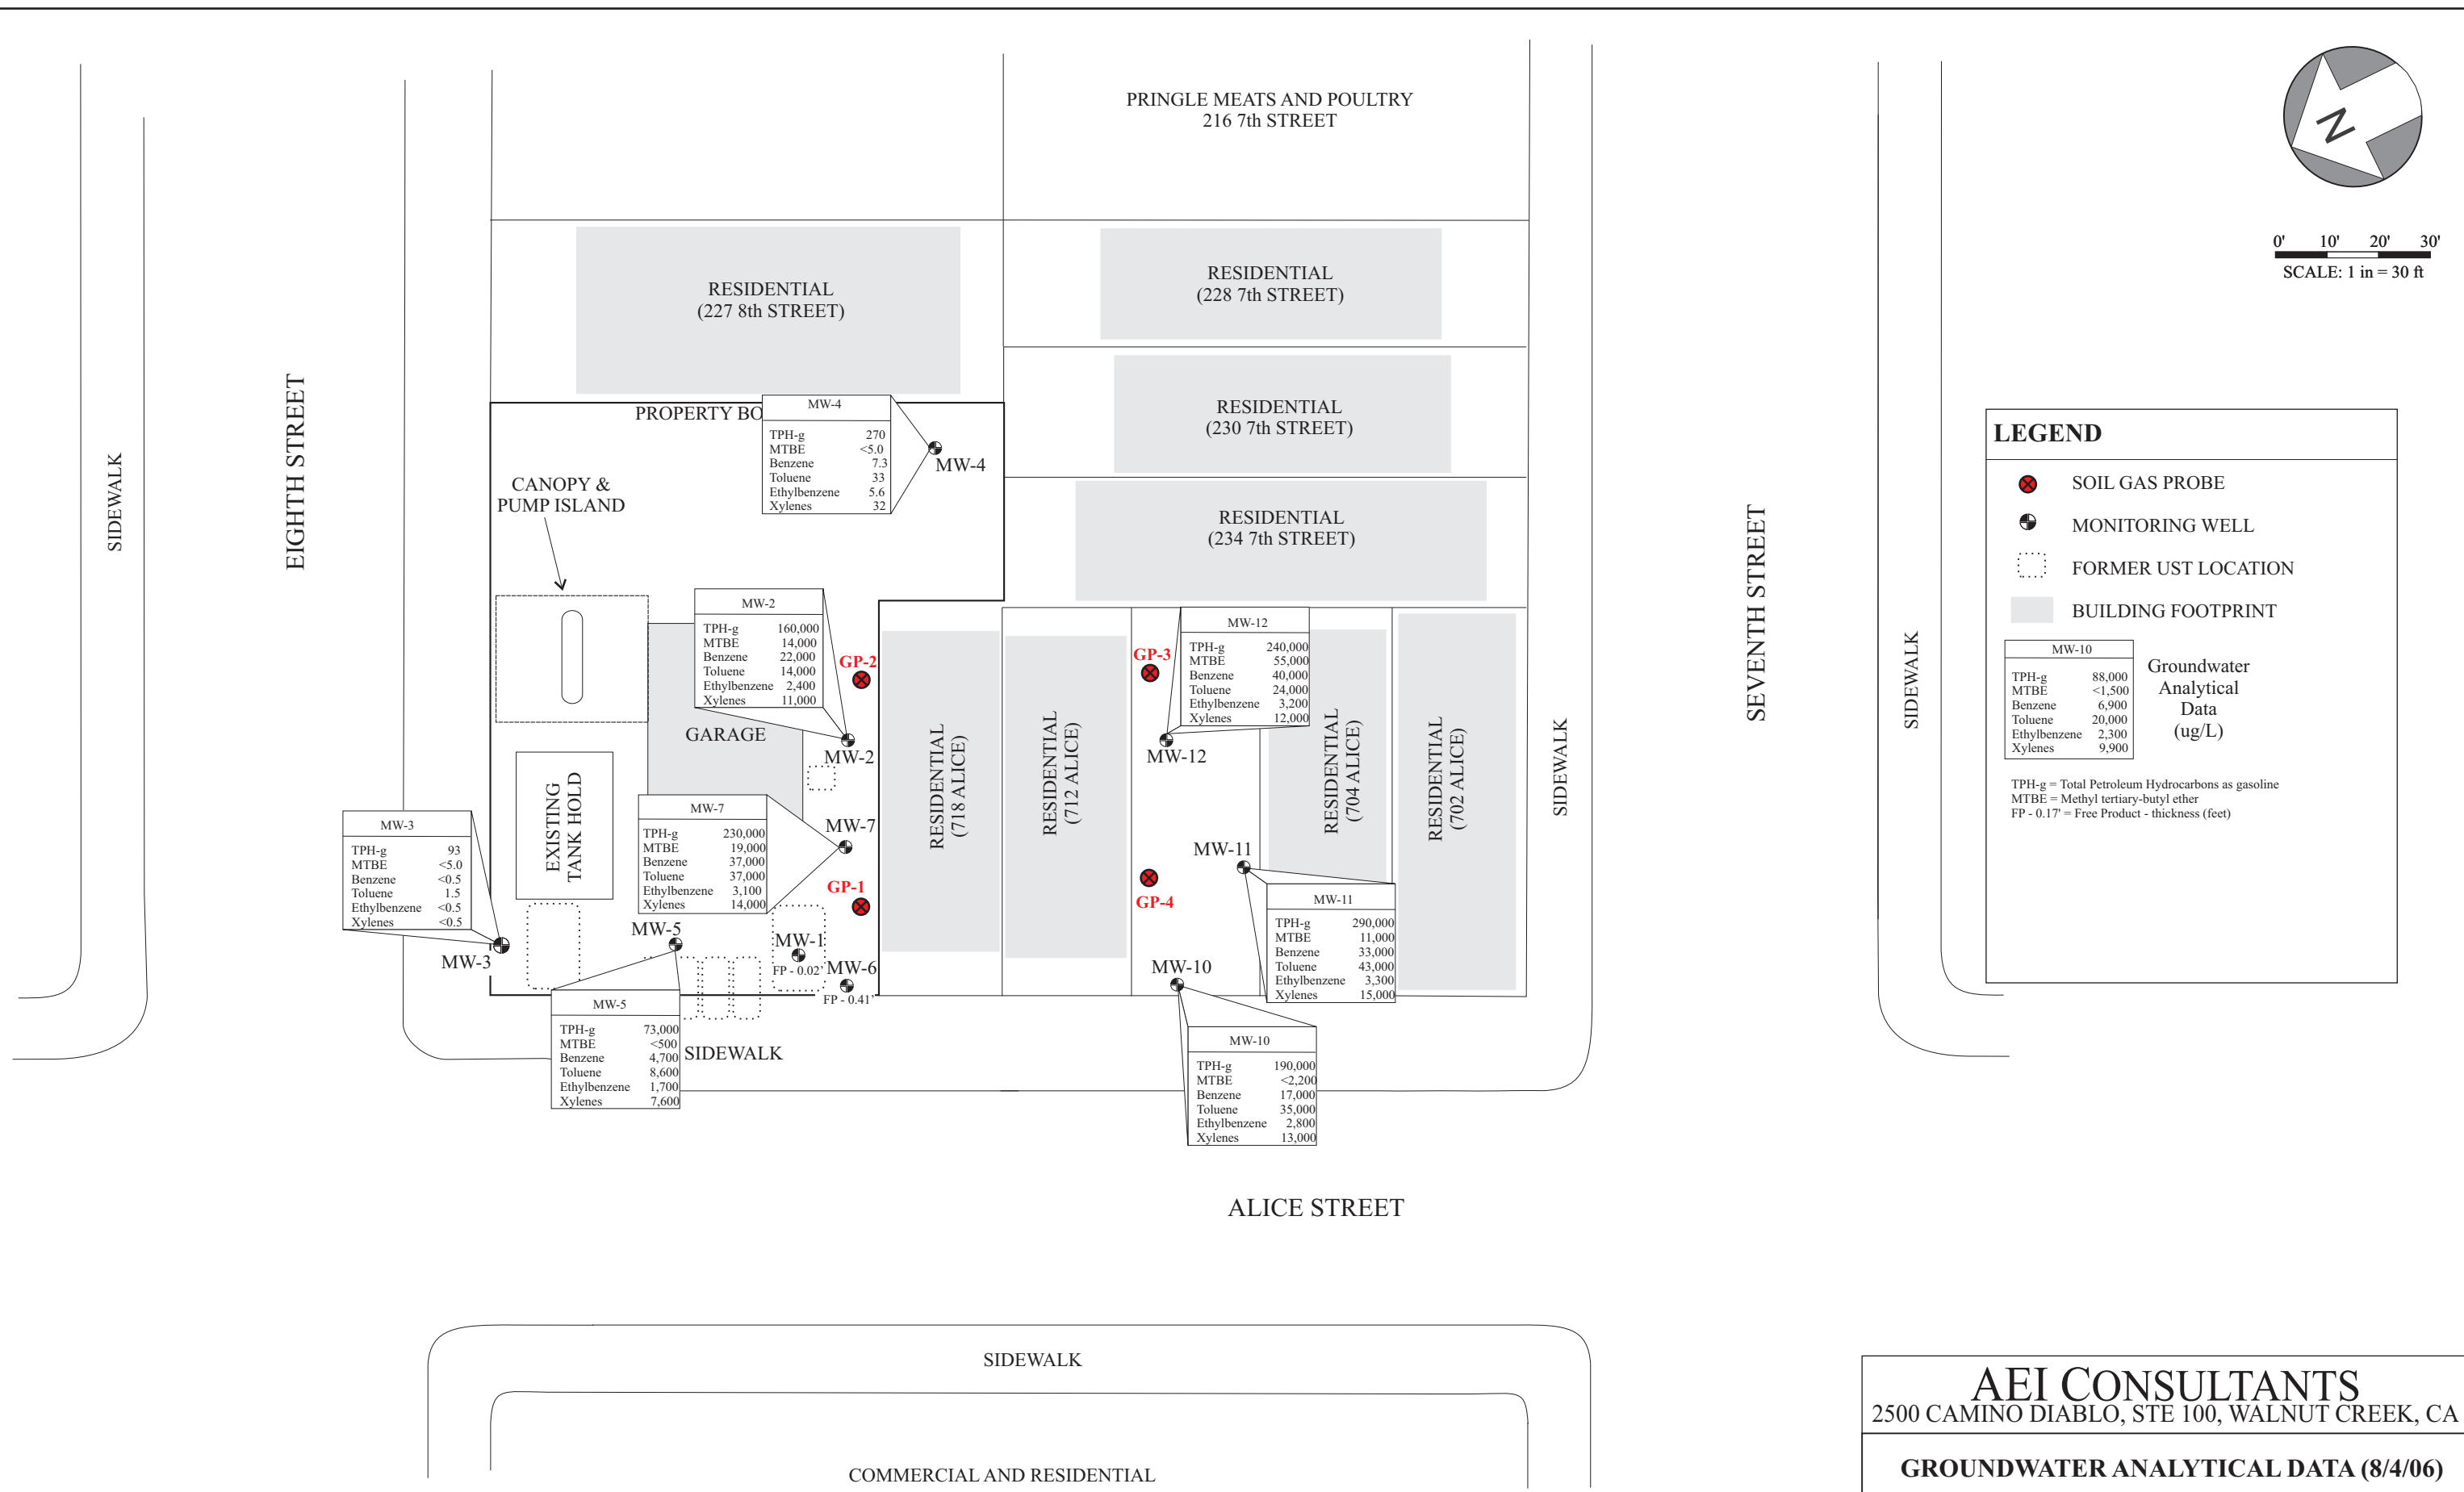 PRINGLE MEATS AND POULTRY
216 7th STREET
N
0' 10' 20' 30'
SCALE: 1 in = 30 ft
RESIDENTIAL
(227 8th STREET)
RESIDENTIAL
(228 7th STREET)
RESIDENTIAL
(230 7th STREET)
RESIDENTIAL
(234 7th STREET)
SIDEWALK
EIGHTH STREET
PROPERTY BO
MW-4
TPH-g 270
MTBE <5.0
Benzene 7.3
Toluene 33
Ethylbenzene 5.6
Xylenes 32
MW-4
CANOPY &
PUMP ISLAND
MW-2
TPH-g 160,000
MTBE 14,000
Benzene 22,000
Toluene 14,000
Ethylbenzene 2,400
Xylenes 11,000
GP-2
MW-2
GARAGE
EXISTING
TANK HOLD
MW-7
TPH-g 230,000
MTBE 19,000
Benzene 37,000
Toluene 37,000
Ethylbenzene 3,100
Xylenes 14,000
MW-7
GP-1
MW-3
TPH-g 93
MTBE <5.0
Benzene <0.5
Toluene 1.5
Ethylbenzene <0.5
Xylenes <0.5
MW-3
MW-5
MW-1
FP - 0.02'
MW-6
FP - 0.41'
MW-5
TPH-g 73,000
MTBE <500
Benzene 4,700
Toluene 8,600
Ethylbenzene 1,700
Xylenes 7,600
SIDEWALK
RESIDENTIAL
(718 ALICE)
RESIDENTIAL
(712 ALICE)
GP-3
MW-12
TPH-g 240,000
MTBE 55,000
Benzene 40,000
Toluene 24,000
Ethylbenzene 3,200
Xylenes 12,000
MW-12
RESIDENTIAL
(704 ALICE)
RESIDENTIAL
(702 ALICE)
MW-11
GP-4
MW-11
TPH-g 290,000
MTBE 11,000
Benzene 33,000
Toluene 43,000
Ethylbenzene 3,300
Xylenes 15,000
MW-10
MW-10
TPH-g 190,000
MTBE <2,200
Benzene 17,000
Toluene 35,000
Ethylbenzene 2,800
Xylenes 13,000
SIDEWALK
SEVENTH STREET
SIDEWALK
LEGEND
SOIL GAS PROBE
MONITORING WELL
FORMER UST LOCATION
BUILDING FOOTPRINT
MW-10
TPH-g 88,000
MTBE <1,500
Benzene 6,900
Toluene 20,000
Ethylbenzene 2,300
Xylenes 9,900
Groundwater
Analytical
Data
(ug/L)
TPH-g = Total Petroleum Hydrocarbons as gasoline
MTBE = Methyl tertiary-butyl ether
FP - 0.17' = Free Product - thickness (feet)
ALICE STREET
SIDEWALK
COMMERCIAL AND RESIDENTIAL
AEI CONSULTANTS
2500 CAMINO DIABLO, STE 100, WALNUT CREEK, CA
GROUNDWATER ANALYTICAL DATA (8/4/06)